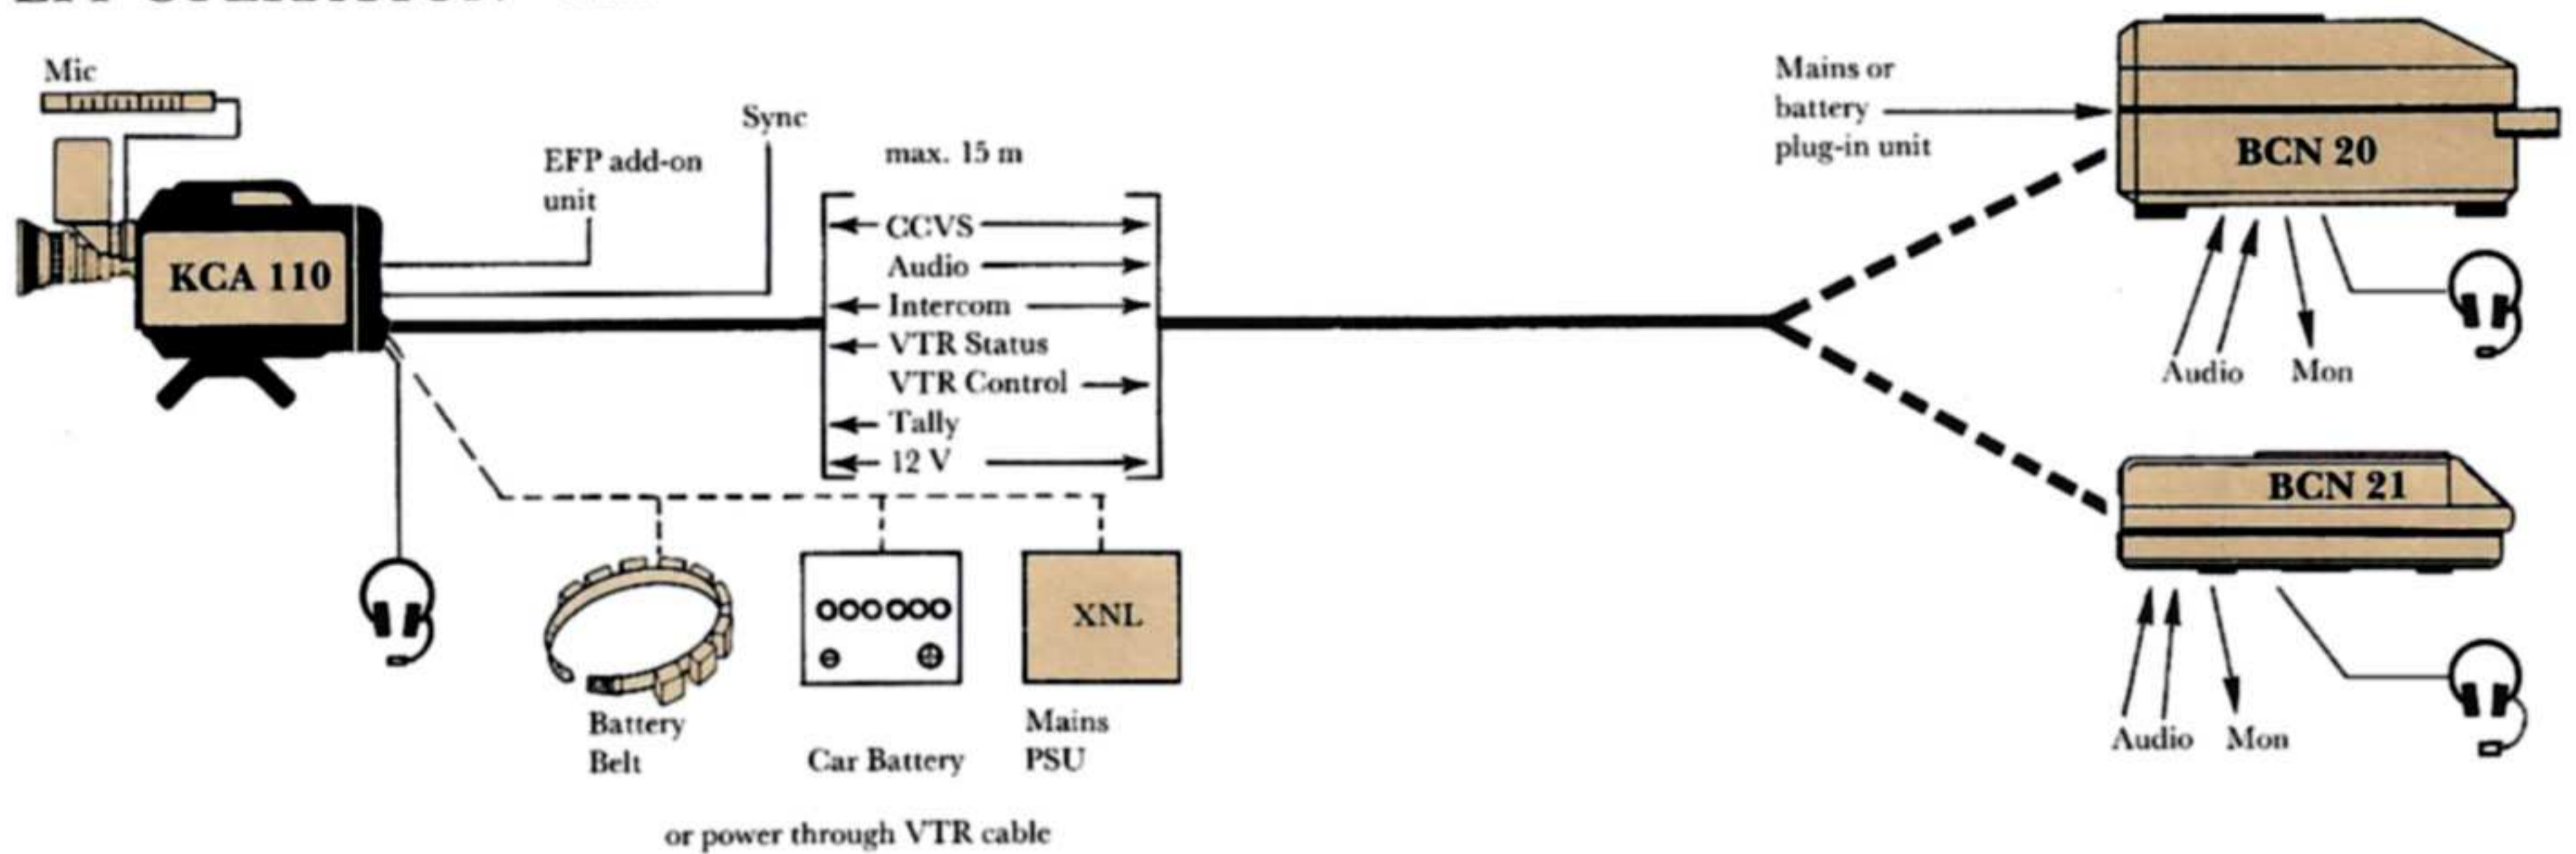 Mic
KCA 110
EFP add-on
unit
Sync
max. 15 m
CCVS
Audio
Intercom
VTR Status
VTR Control
Tally
12 V
Mains or
battery
plug-in unit
BCN 20
Audio
Mon
BCN 21
Audio
Mon
Battery
Belt
Car Battery
XNL
Mains
PSU
or power through VTR cable